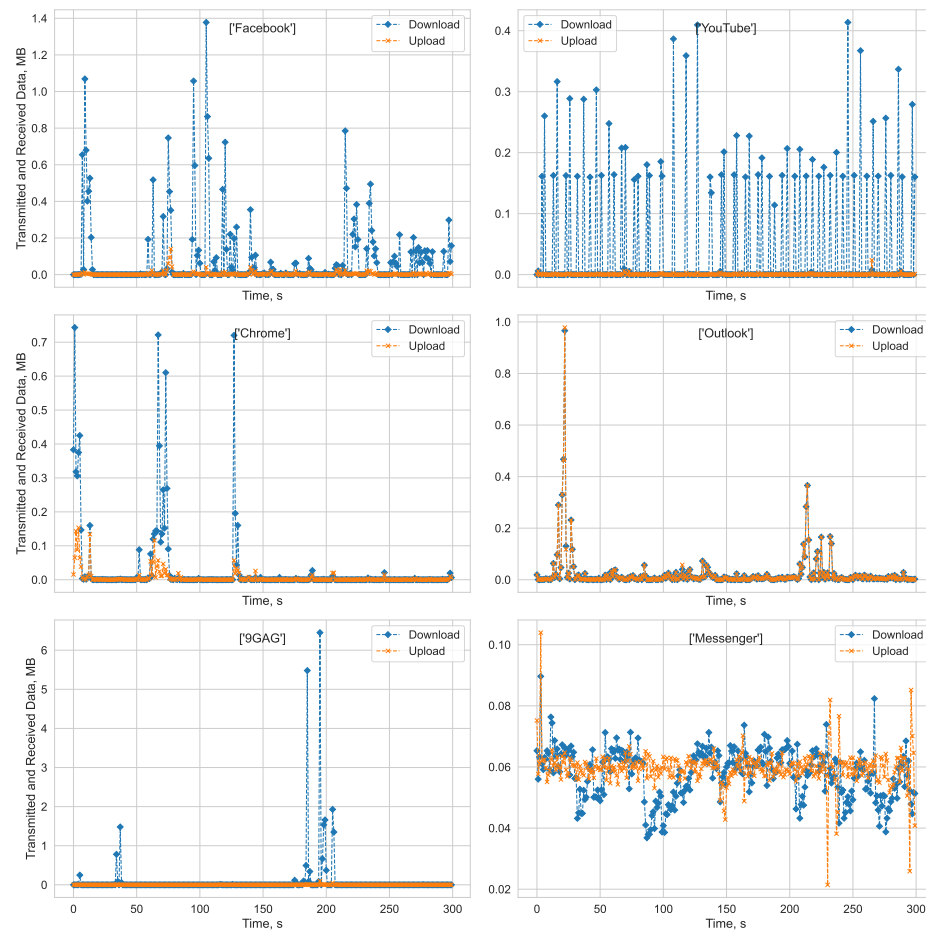 ['Facebook']
Download
Upload
Transmitted and Received Data, MB
1.4
1.2
1.0
0.8
0.6
0.4
0.2
0.0
Time, s
['YouTube']
Download
Upload
0.4
0.3
0.2
0.1
0.0
Time, s
['Chrome']
Download
Upload
Transmitted and Received Data, MB
0.7
0.6
0.5
0.4
0.3
0.2
0.1
0.0
Time, s
['Outlook']
Download
Upload
1.0
0.8
0.6
0.4
0.2
0.0
Time, s
['9GAG']
Download
Upload
Transmitted and Received Data, MB
6
5
4
3
2
1
0
0 50 100 150 200 250 300
Time, s
['Messenger']
Download
Upload
0.10
0.08
0.06
0.04
0.02
0 50 100 150 200 250 300
Time, s